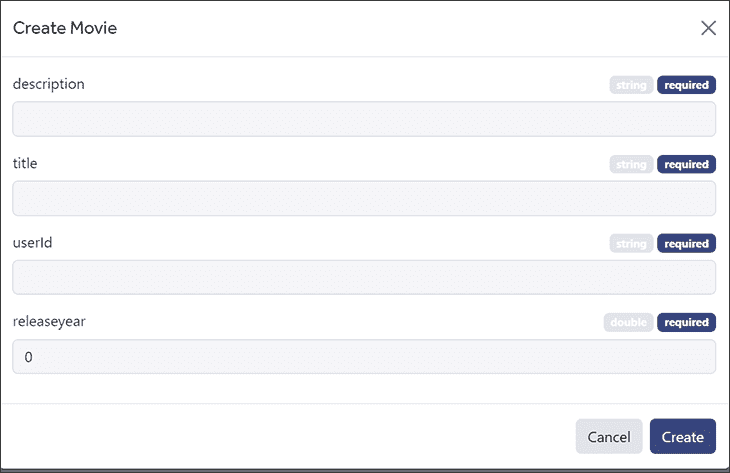 Create Movie
description string required
title string required
userId string required
releaseyear double required
0
Cancel Create